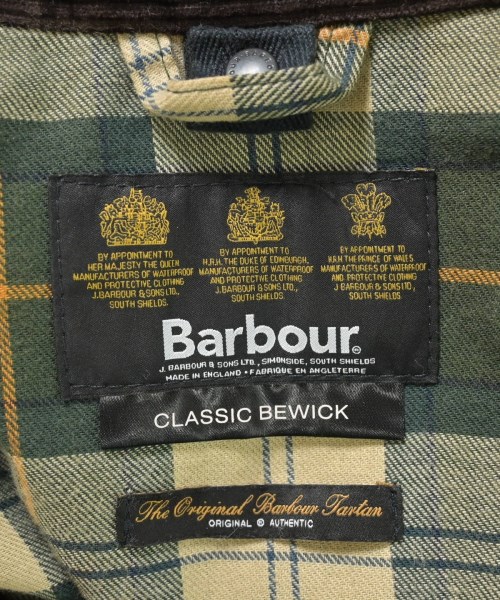 BY APPOINTMENT TO
HER MAJESTY THE QUEEN
MANUFACTURERS OF WATERPROOF
AND PROTECTIVE CLOTHING
J. BARBOUR & SONS LTD.,
SOUTH SHIELDS.
BY APPOINTMENT TO
H.R.H. THE DUKE OF EDINBURGH,
MANUFACTURERS OF WATERPROOF
AND PROTECTIVE CLOTHING
J. BARBOUR & SONS LTD.,
SOUTH SHIELDS.
BY APPOINTMENT TO
H.R.H. THE PRINCE OF WALES
MANUFACTURERS OF WATERPROOF
AND PROTECTIVE CLOTHING
J. BARBOUR & SONS LTD.,
SOUTH SHIELDS.
Barbour®
J. BARBOUR & SONS LTD., SIMONSIDE, SOUTH SHIELDS
MADE IN ENGLAND • FABRIQUE EN ANGLETERRE
CLASSIC BEWICK
The Original Barbour Tartan
ORIGINAL © AUTHENTIC